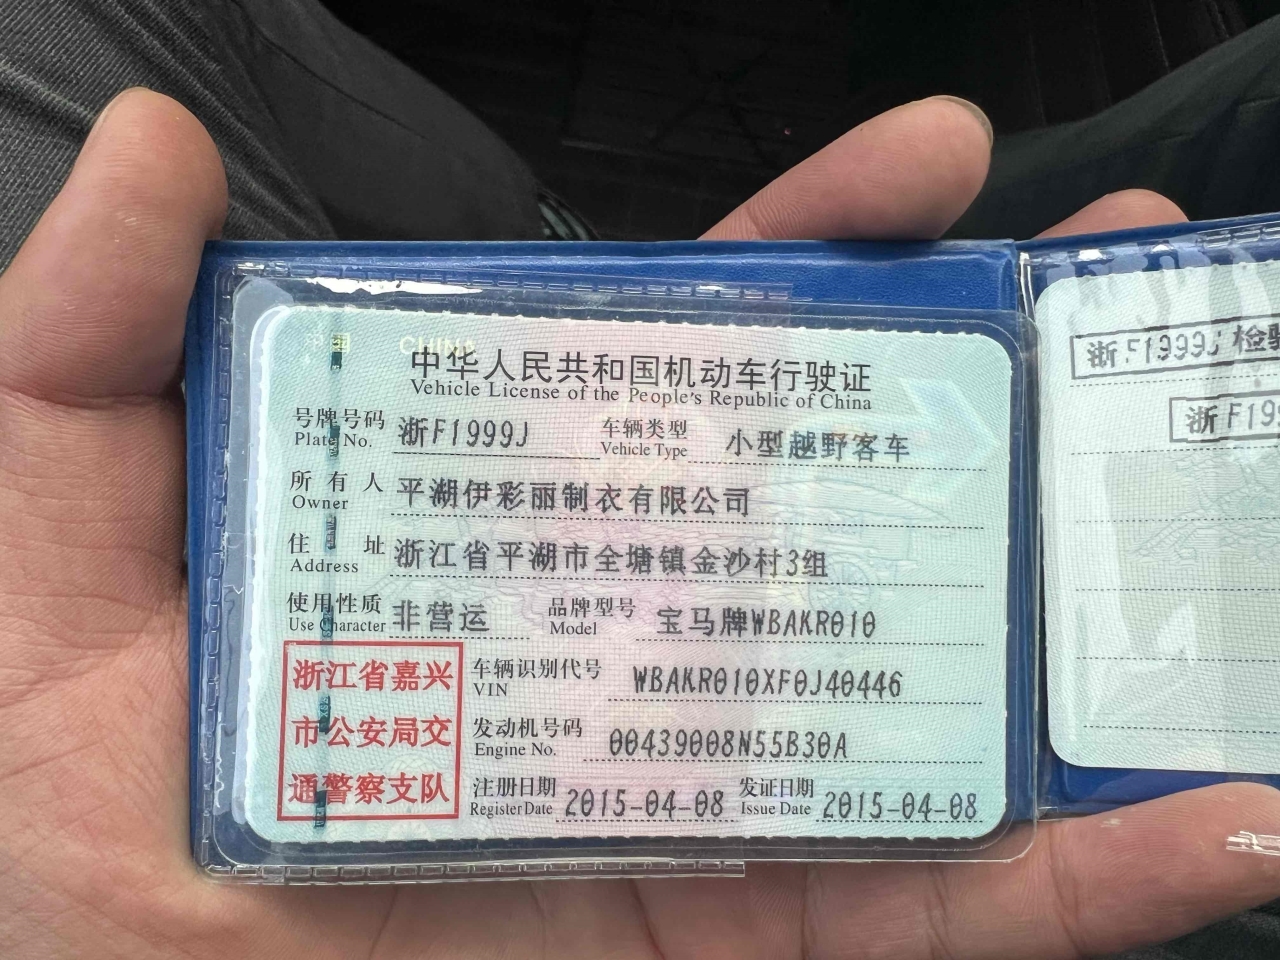 中国 CHINA
中华人民共和国机动车行驶证
Vehicle License of the People's Republic of China
号牌号码 浙F1999J 车辆类型 小型越野客车
Plate No. Vehicle Type
所有人 平湖伊彩丽制衣有限公司
Owner
住址 浙江省平湖市全塘镇金沙村3组
Address
使用性质 非营运 品牌型号 宝马牌WBAKR010
Use Character Model
浙江省嘉兴
市公安局交
通警察支队
车辆识别代号 WBAKR010XF0J40446
VIN
发动机号码 00439008N55B30A
Engine No.
注册日期 2015-04-08 发证日期 2015-04-08
Register Date Issue Date
浙F1999J 检验
浙F19